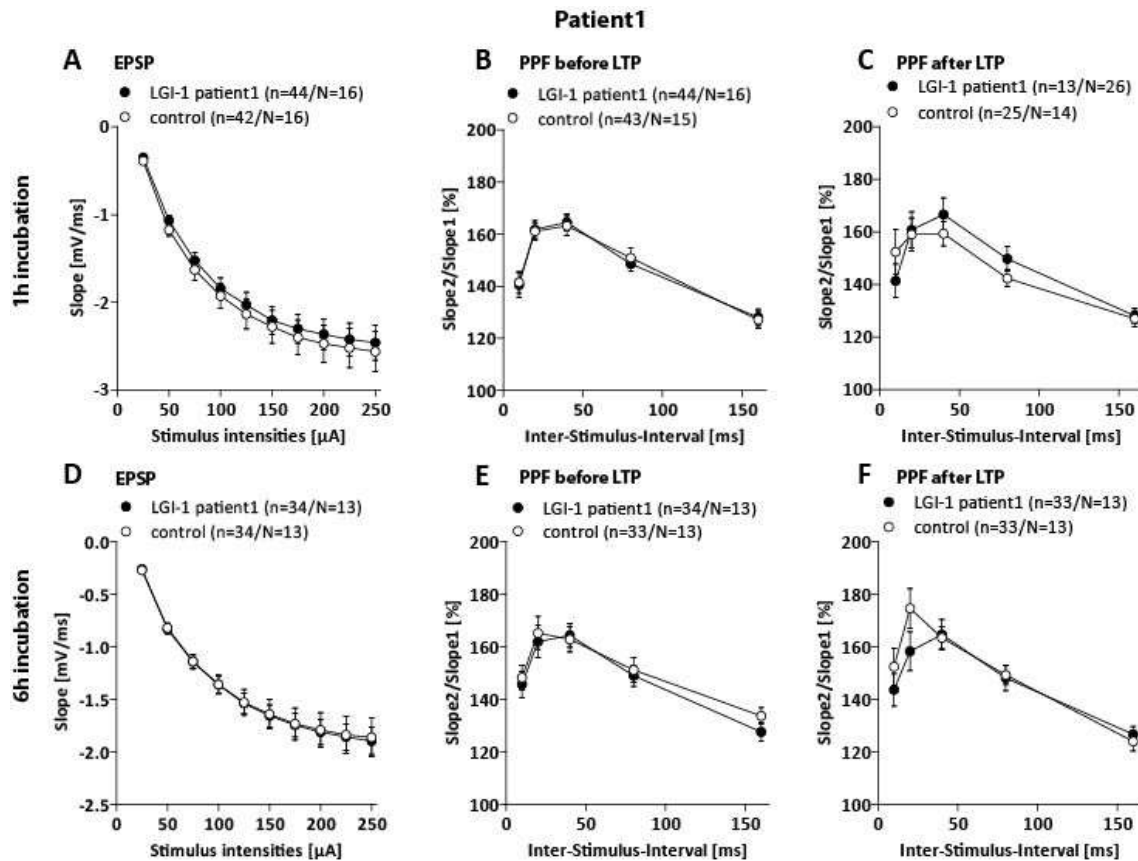 Patient1
1h incubation
A EPSP
LGI-1 patient1 (n=44/N=16)
control (n=42/N=16)
0
-1
-2
-3
Slope [mV/ms]
0 50 100 150 200 250
Stimulus intensities [µA]
B PPF before LTP
LGI-1 patient1 (n=44/N=16)
control (n=43/N=15)
200
180
160
140
120
100
Slope2/Slope1 [%]
0 50 100 150
Inter-Stimulus-Interval [ms]
C PPF after LTP
LGI-1 patient1 (n=13/N=26)
control (n=25/N=14)
200
180
160
140
120
100
Slope2/Slope1 [%]
0 50 100 150
Inter-Stimulus-Interval [ms]
6h incubation
D EPSP
LGI-1 patient1 (n=34/N=13)
control (n=34/N=13)
0.0
-0.5
-1.0
-1.5
-2.0
-2.5
Slope [mV/ms]
0 50 100 150 200 250
Stimulus intensities [µA]
E PPF before LTP
LGI-1 patient1 (n=34/N=13)
control (n=33/N=13)
200
180
160
140
120
100
Slope2/Slope1 [%]
0 50 100 150
Inter-Stimulus-Interval [ms]
F PPF after LTP
LGI-1 patient1 (n=33/N=13)
control (n=33/N=13)
200
180
160
140
120
100
Slope2/Slope1 [%]
0 50 100 150
Inter-Stimulus-Interval [ms]